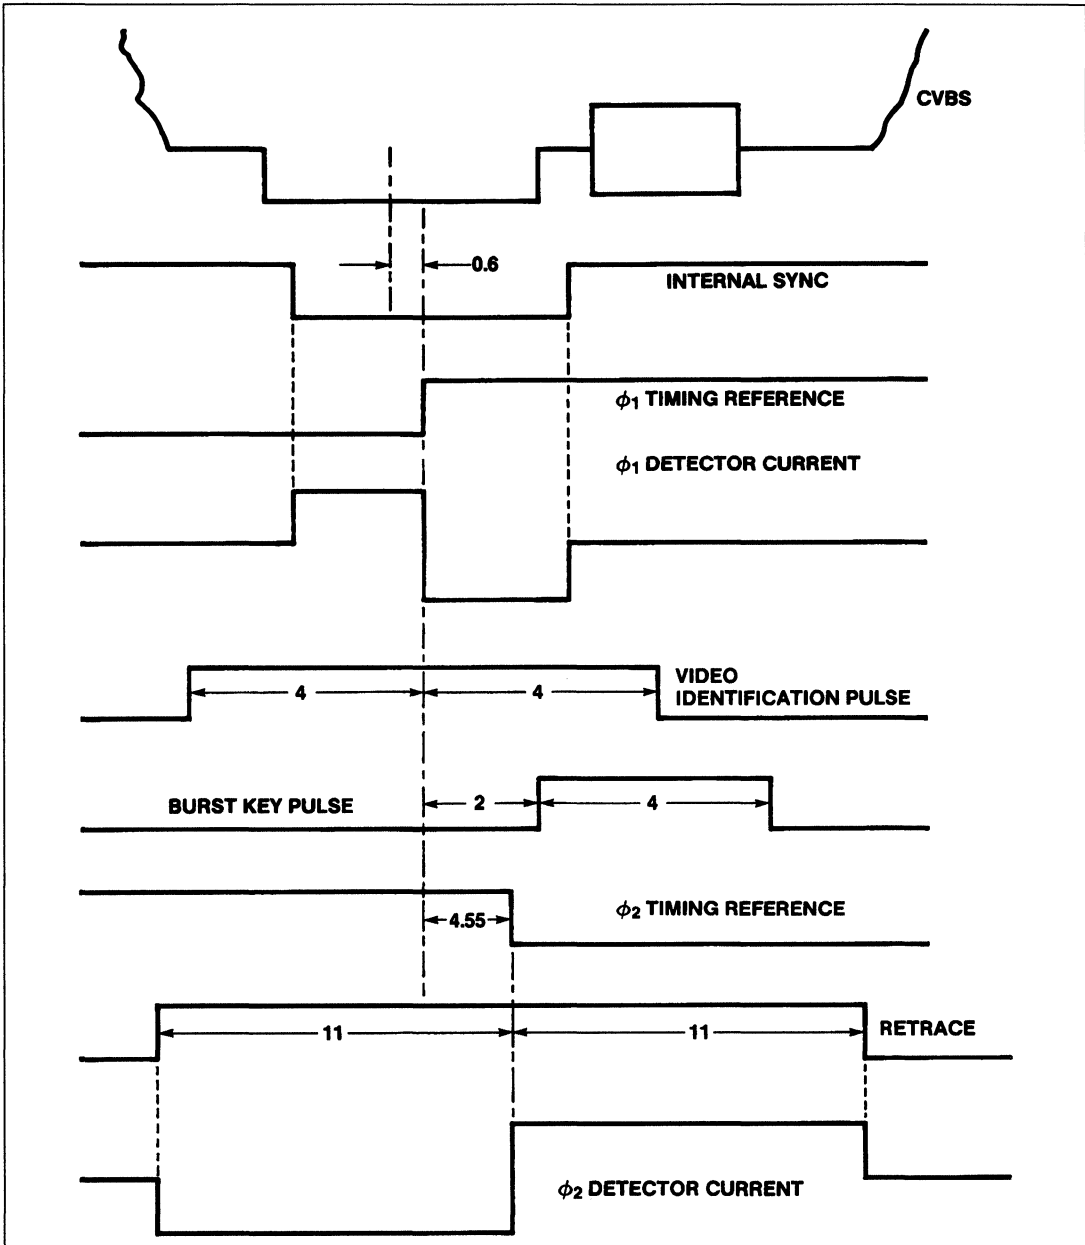 CVBS
0.6
INTERNAL SYNC
ϕ1 TIMING REFERENCE
ϕ1 DETECTOR CURRENT
VIDEO
IDENTIFICATION PULSE
4 4
BURST KEY PULSE
2 4
ϕ2 TIMING REFERENCE
4.55
11 11
RETRACE
ϕ2 DETECTOR CURRENT